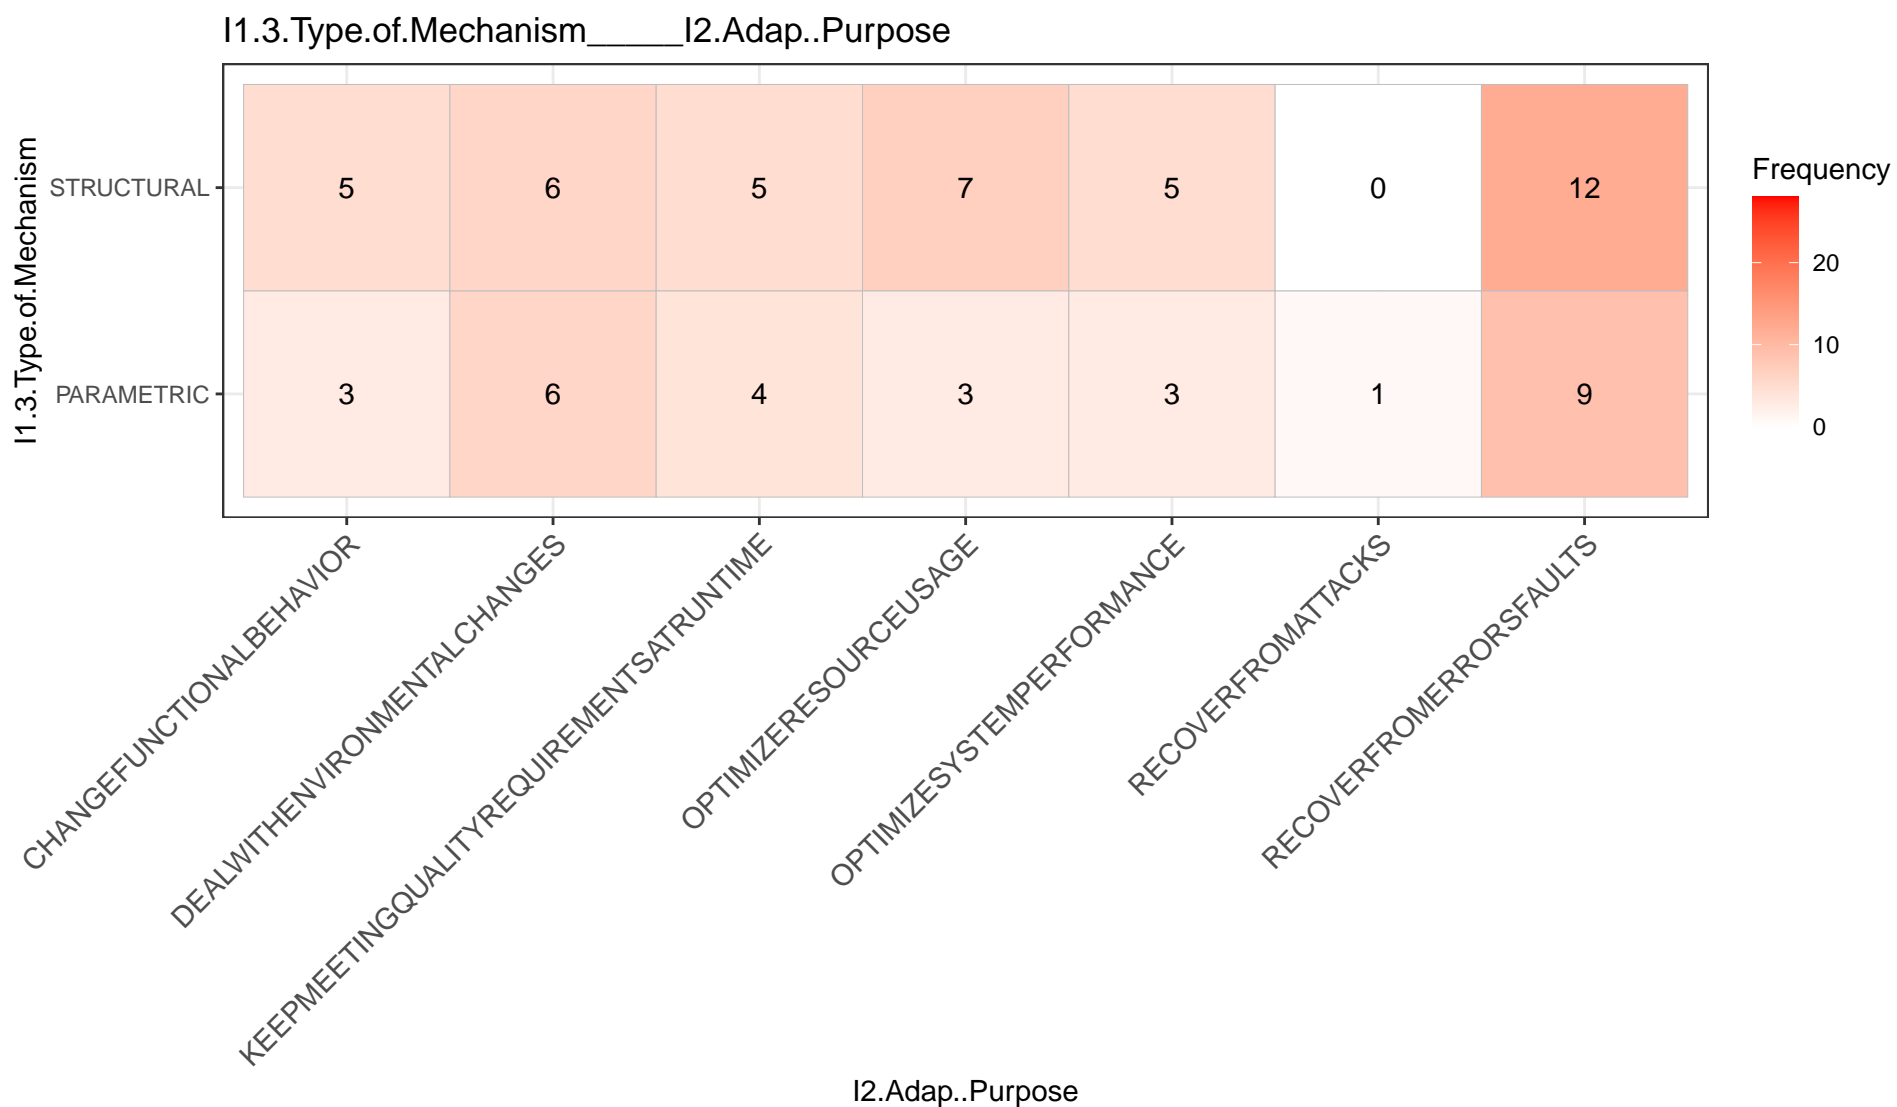 I1.3.Type.of.Mechanism_____I2.Adap..Purpose
I1.3.Type.of.Mechanism
STRUCTURAL
5 6 5 7 5 0 12
PARAMETRIC
3 6 4 3 3 1 9
Frequency
20
10
0
CHANGEFUNCTIONALBEHAVIOR
DEALWITHENVIRONMENTALCHANGES
KEEPMEETINGQUALITYREQUIREMENTSATRUNTIME
OPTIMIZERESOURCEUSAGE
OPTIMIZESYSTEMPERFORMANCE
RECOVERFROMATTACKS
RECOVERFROMERRORSFAULTS
I2.Adap..Purpose